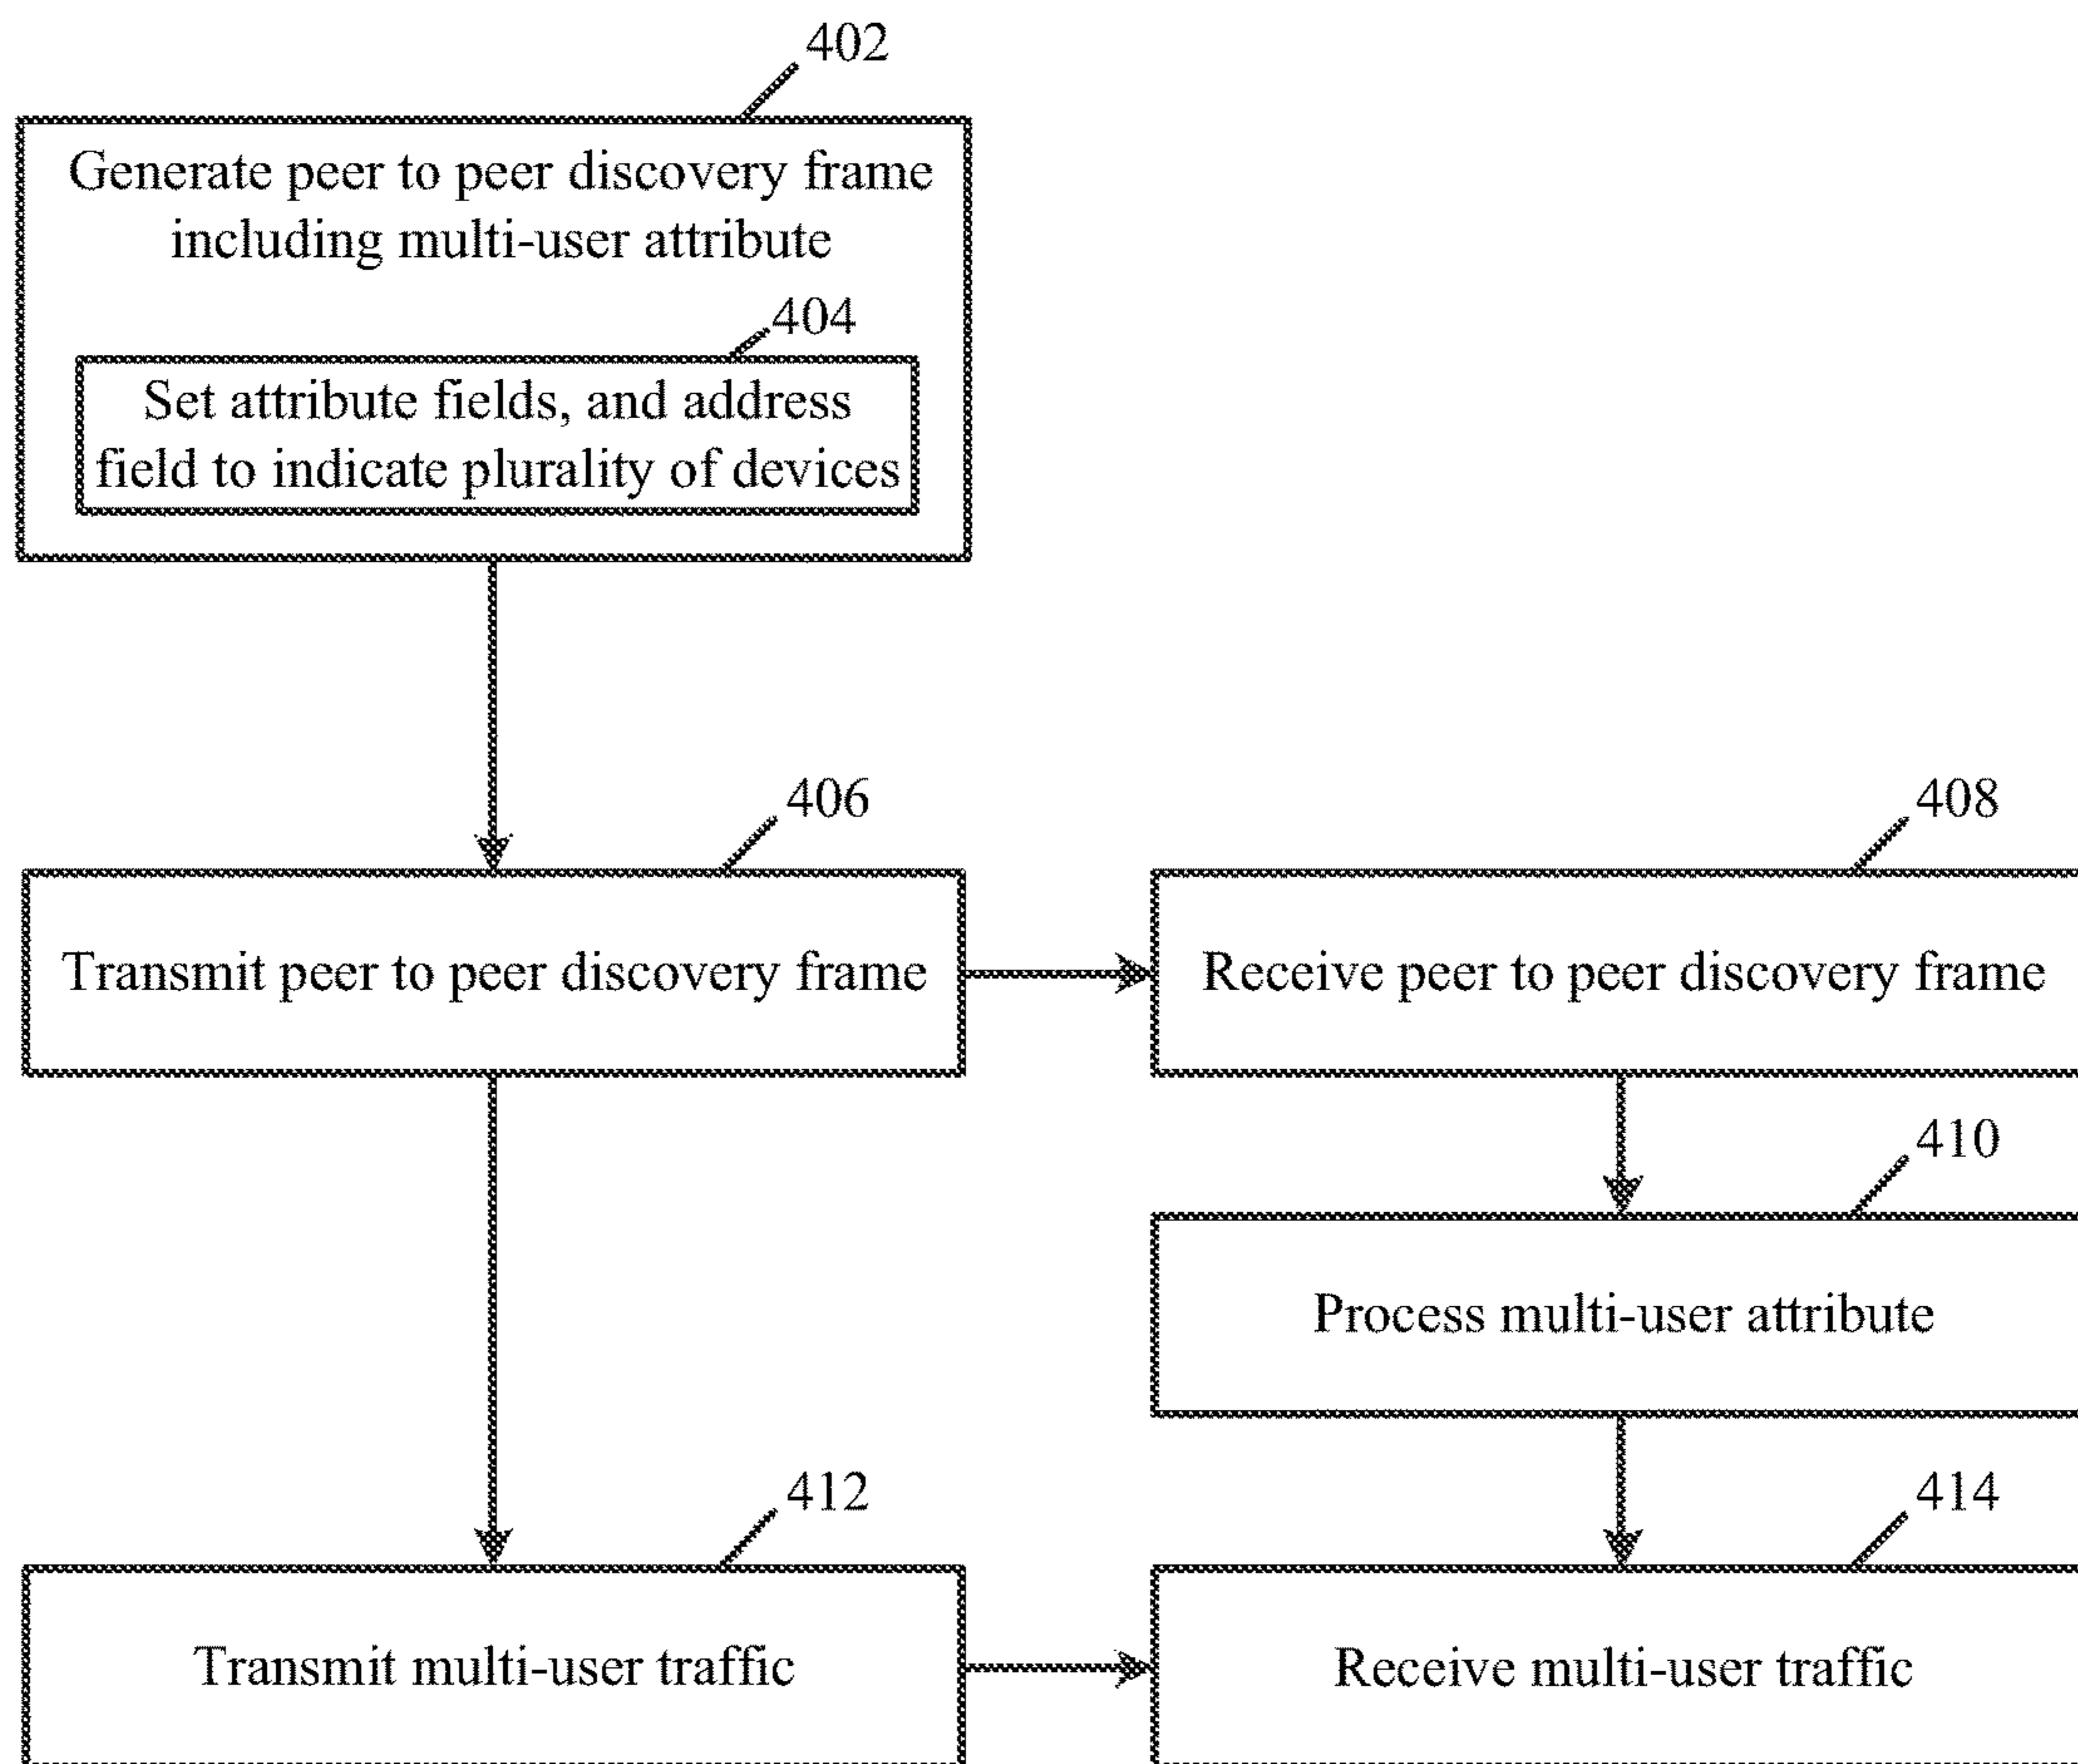 402
Generate peer to peer discovery frame
including multi-user attribute
404
Set attribute fields, and address
field to indicate plurality of devices
406
Transmit peer to peer discovery frame
408
Receive peer to peer discovery frame
410
Process multi-user attribute
412
Transmit multi-user traffic
414
Receive multi-user traffic